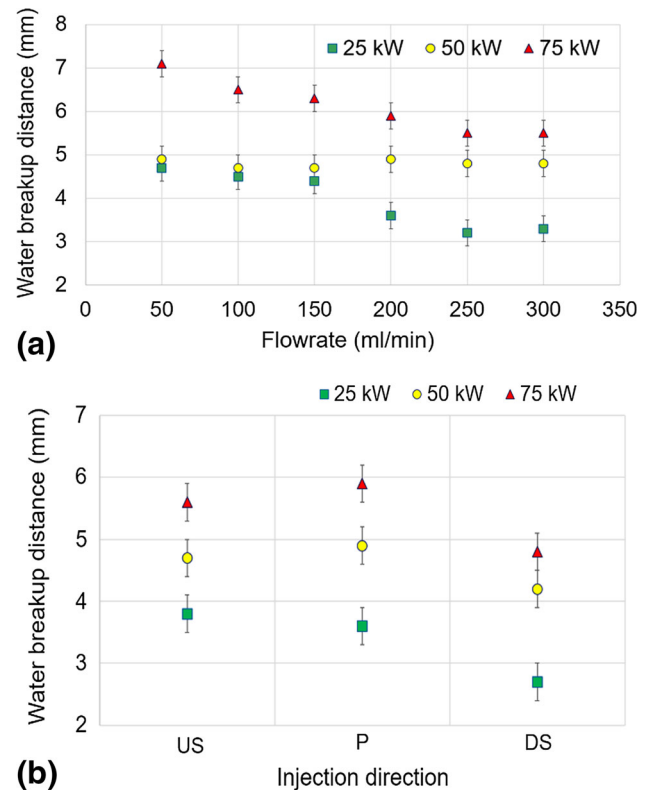 8
7
6
5
4
3
2
Water breakup distance (mm)
25 kW 50 kW 75 kW
0 50 100 150 200 250 300 350
Flowrate (ml/min)
(a)
25 kW 50 kW 75 kW
7
6
5
4
3
2
Water breakup distance (mm)
US P DS
Injection direction
(b)